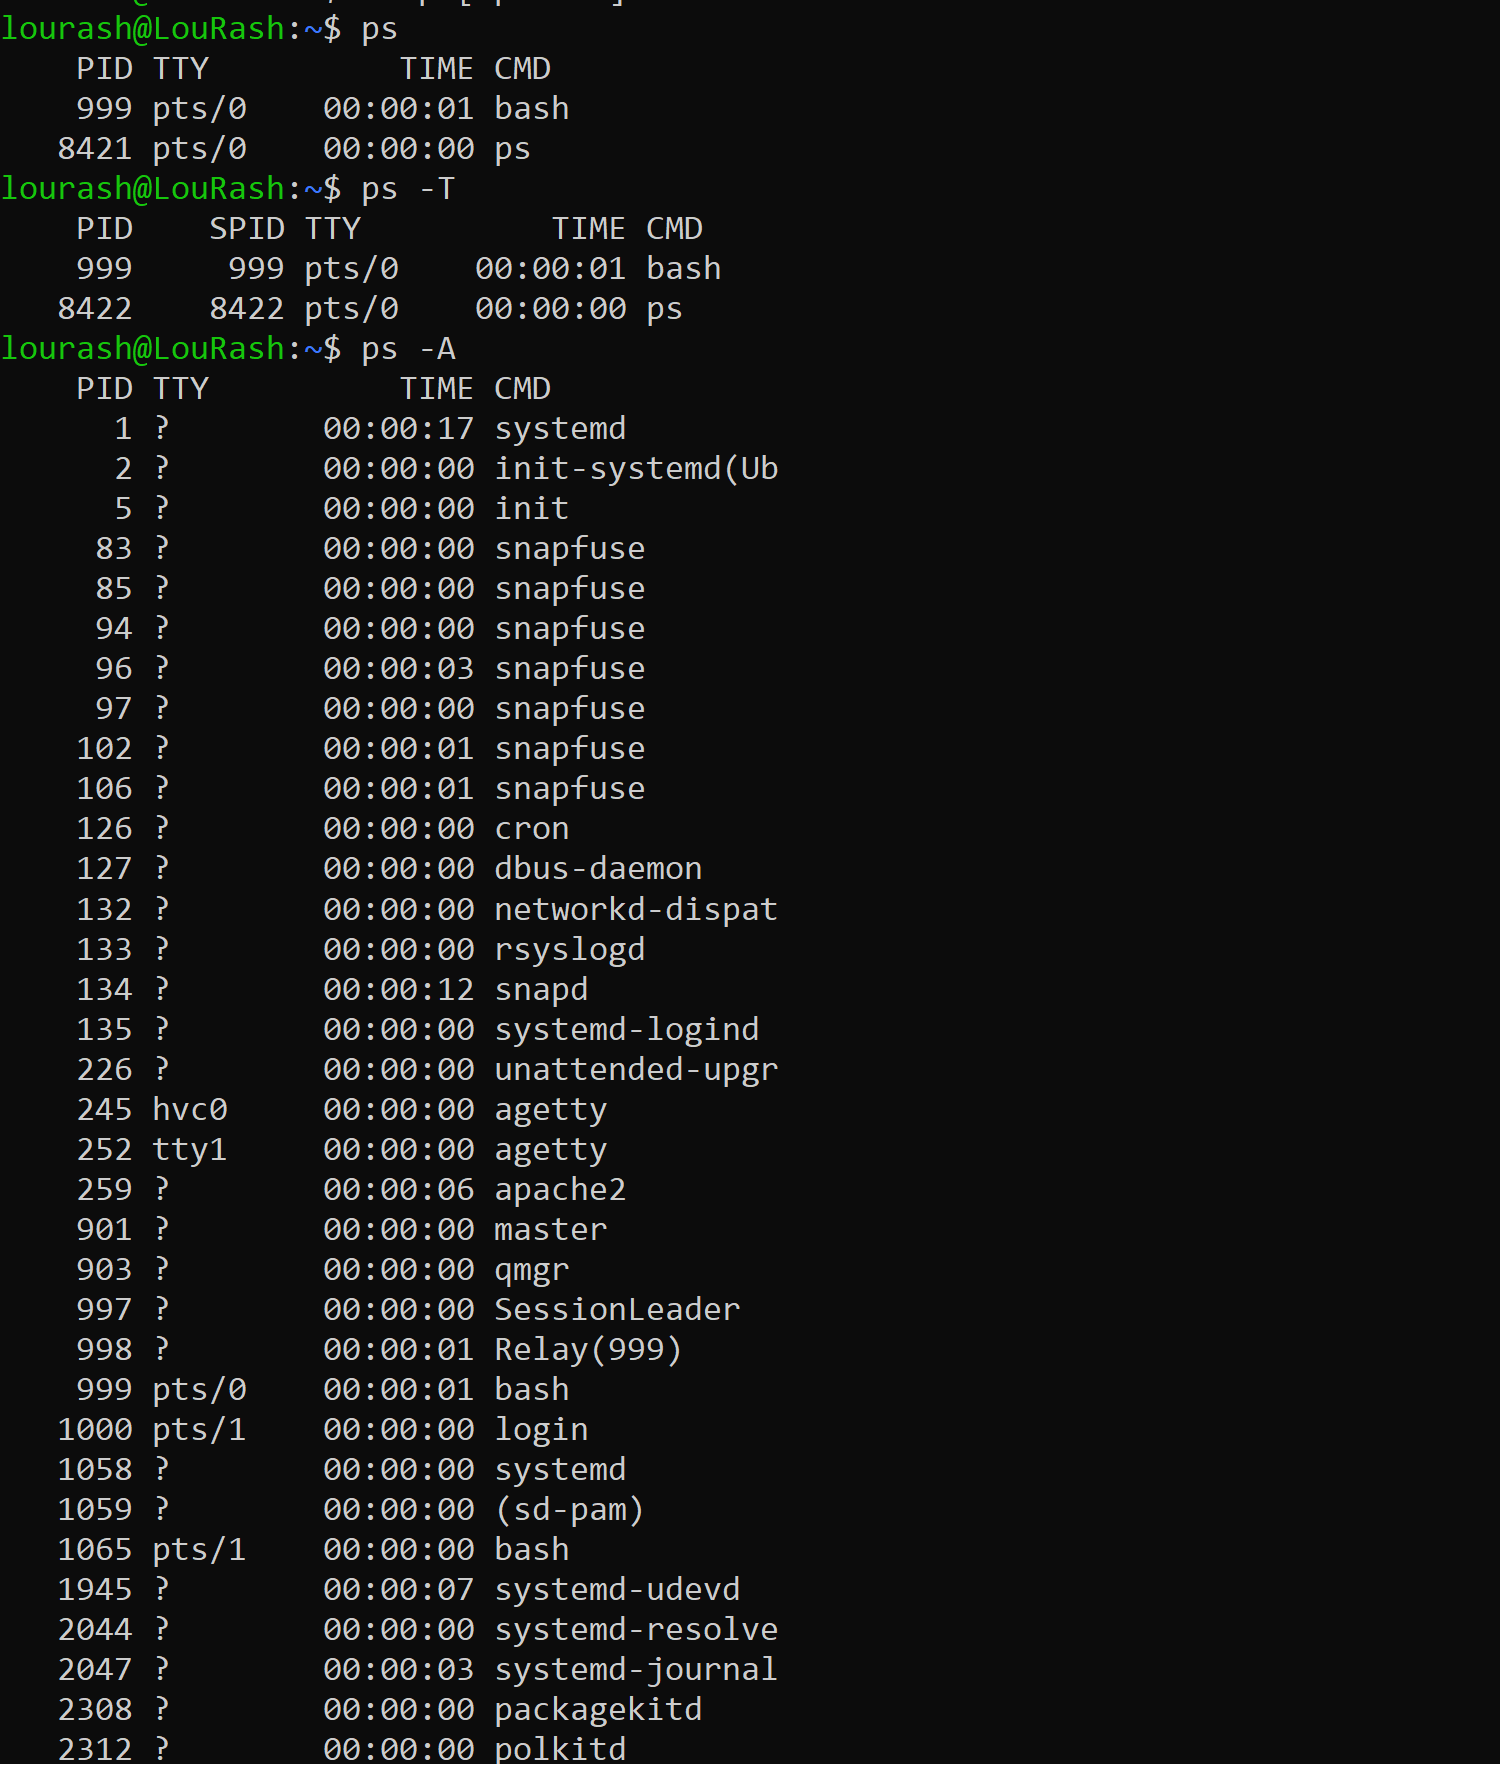 lourash@LouRash:~$ ps
    PID TTY          TIME CMD
    999 pts/0    00:00:01 bash
   8421 pts/0    00:00:00 ps
lourash@LouRash:~$ ps -T
    PID    SPID TTY          TIME CMD
    999     999 pts/0    00:00:01 bash
   8422    8422 pts/0    00:00:00 ps
lourash@LouRash:~$ ps -A
    PID TTY          TIME CMD
      1 ?        00:00:17 systemd
      2 ?        00:00:00 init-systemd(Ub
      5 ?        00:00:00 init
     83 ?        00:00:00 snapfuse
     85 ?        00:00:00 snapfuse
     94 ?        00:00:00 snapfuse
     96 ?        00:00:03 snapfuse
     97 ?        00:00:00 snapfuse
    102 ?        00:00:01 snapfuse
    106 ?        00:00:01 snapfuse
    126 ?        00:00:00 cron
    127 ?        00:00:00 dbus-daemon
    132 ?        00:00:00 networkd-dispat
    133 ?        00:00:00 rsyslogd
    134 ?        00:00:12 snapd
    135 ?        00:00:00 systemd-logind
    226 ?        00:00:00 unattended-upgr
    245 hvc0     00:00:00 agetty
    252 tty1     00:00:00 agetty
    259 ?        00:00:06 apache2
    901 ?        00:00:00 master
    903 ?        00:00:00 qmgr
    997 ?        00:00:00 SessionLeader
    998 ?        00:00:01 Relay(999)
    999 pts/0    00:00:01 bash
   1000 pts/1    00:00:00 login
   1058 ?        00:00:00 systemd
   1059 ?        00:00:00 (sd-pam)
   1065 pts/1    00:00:00 bash
   1945 ?        00:00:07 systemd-udevd
   2044 ?        00:00:00 systemd-resolve
   2047 ?        00:00:03 systemd-journal
   2308 ?        00:00:00 packagekitd
   2312 ?        00:00:00 polkitd